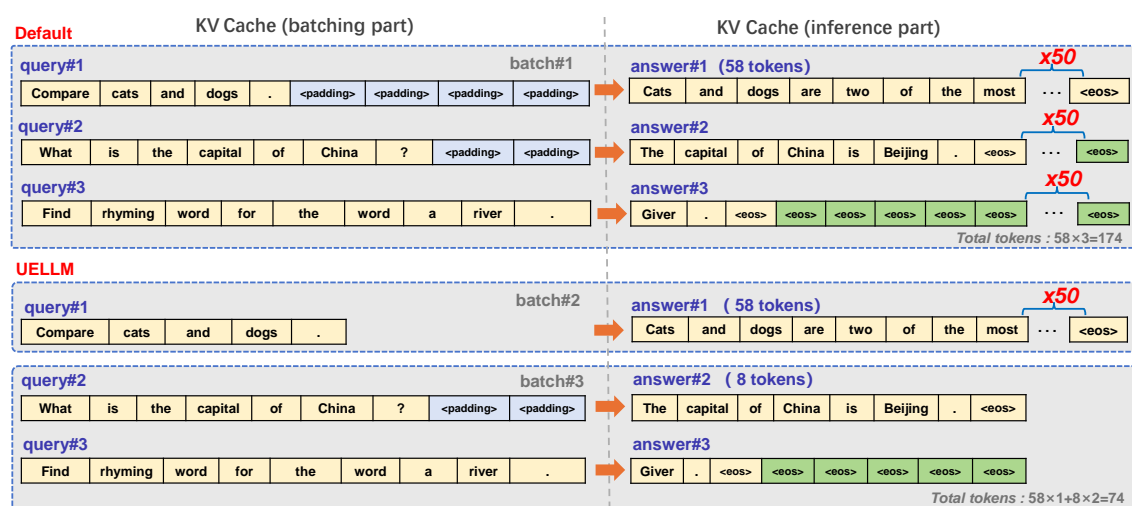 KV Cache (batching part) KV Cache (inference part)
Default
query#1 batch#1 answer#1 (58 tokens) x50
Compare cats and dogs . <padding> <padding> <padding> <padding> Cats and dogs are two of the most ... <eos>
query#2 answer#2 x50
What is the capital of China ? <padding> <padding> The capital of China is Beijing . <eos> ... <eos>
query#3 answer#3 x50
Find rhyming word for the word a river . Giver . <eos> <eos> <eos> <eos> <eos> <eos> ... <eos>
Total tokens : 58×3=174
UELLM
query#1 batch#2 answer#1 ( 58 tokens) x50
Compare cats and dogs . Cats and dogs are two of the most ... <eos>
query#2 batch#3 answer#2 ( 8 tokens)
What is the capital of China ? <padding> <padding> The capital of China is Beijing . <eos>
query#3 answer#3
Find rhyming word for the word a river . Giver . <eos> <eos> <eos> <eos> <eos> <eos>
Total tokens : 58×1+8×2=74